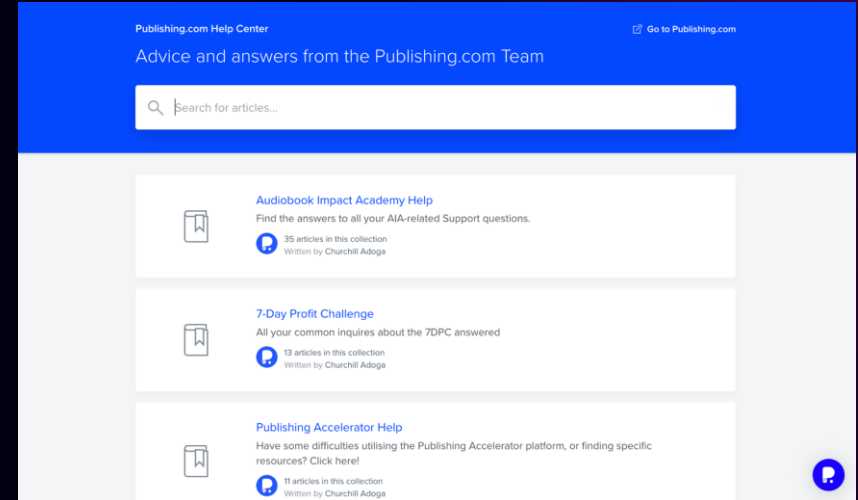 Publishing.com Help Center
Go to Publishing.com
Advice and answers from the Publishing.com Team
Search for articles...
Audiobook Impact Academy Help
Find the answers to all your AIA-related Support questions.
35 articles in this collection
Written by Churchill Adoga
7-Day Profit Challenge
All your common inquires about the 7DPC answered
13 articles in this collection
Written by Churchill Adoga
Publishing Accelerator Help
Have some difficulties utilising the Publishing Accelerator platform, or finding specific
resources? Click here!
11 articles in this collection
Written by Churchill Adoga